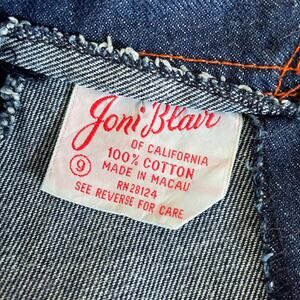 Joni Blair
OF CALIFORNIA
9
100% COTTON
MADE IN MACAU
RN28124
SEE REVERSE FOR CARE